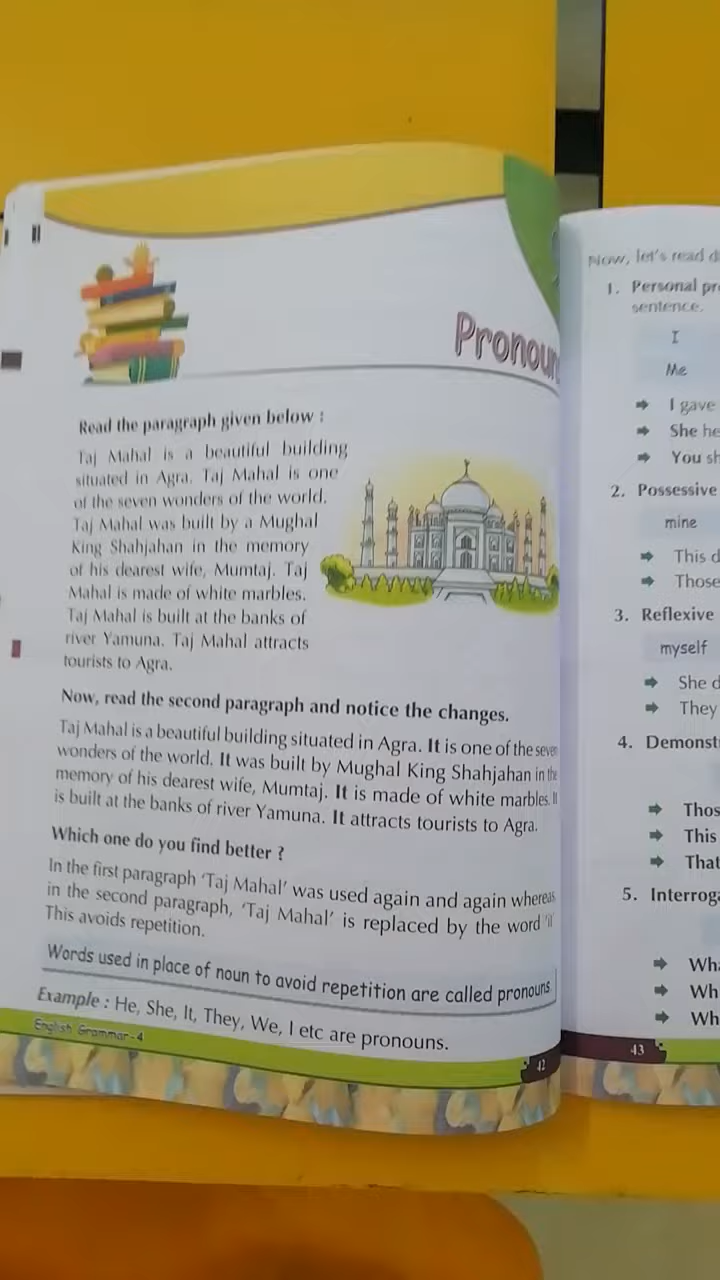 Pronoun
Read the paragraph given below :
Taj Mahal is a beautiful building
situated in Agra. Taj Mahal is one
of the seven wonders of the world.
Taj Mahal was built by a Mughal
King Shahjahan in the memory
of his dearest wife, Mumtaj. Taj
Mahal is made of white marbles.
Taj Mahal is built at the banks of
river Yamuna. Taj Mahal attracts
tourists to Agra.
Now, read the second paragraph and notice the changes.
Taj Mahal is a beautiful building situated in Agra. It is one of the seven
wonders of the world. It was built by Mughal King Shahjahan in the
memory of his dearest wife, Mumtaj. It is made of white marbles. It
is built at the banks of river Yamuna. It attracts tourists to Agra.
Which one do you find better ?
In the first paragraph 'Taj Mahal' was used again and again whereas
in the second paragraph, 'Taj Mahal' is replaced by the word 'it'
This avoids repetition.
Words used in place of noun to avoid repetition are called pronouns.
Example : He, She, It, They, We, I etc are pronouns.
English Grammar-4
42
Now, let's read
1. Personal
sentence.
I
Me
➡ I gave
➡ She
➡ You
2. Possessive
mine
➡ This
➡ Those
3. Reflexive
myself
➡ She
➡ They
4.
➡
➡ This
➡ That
5.
➡
➡
➡
43